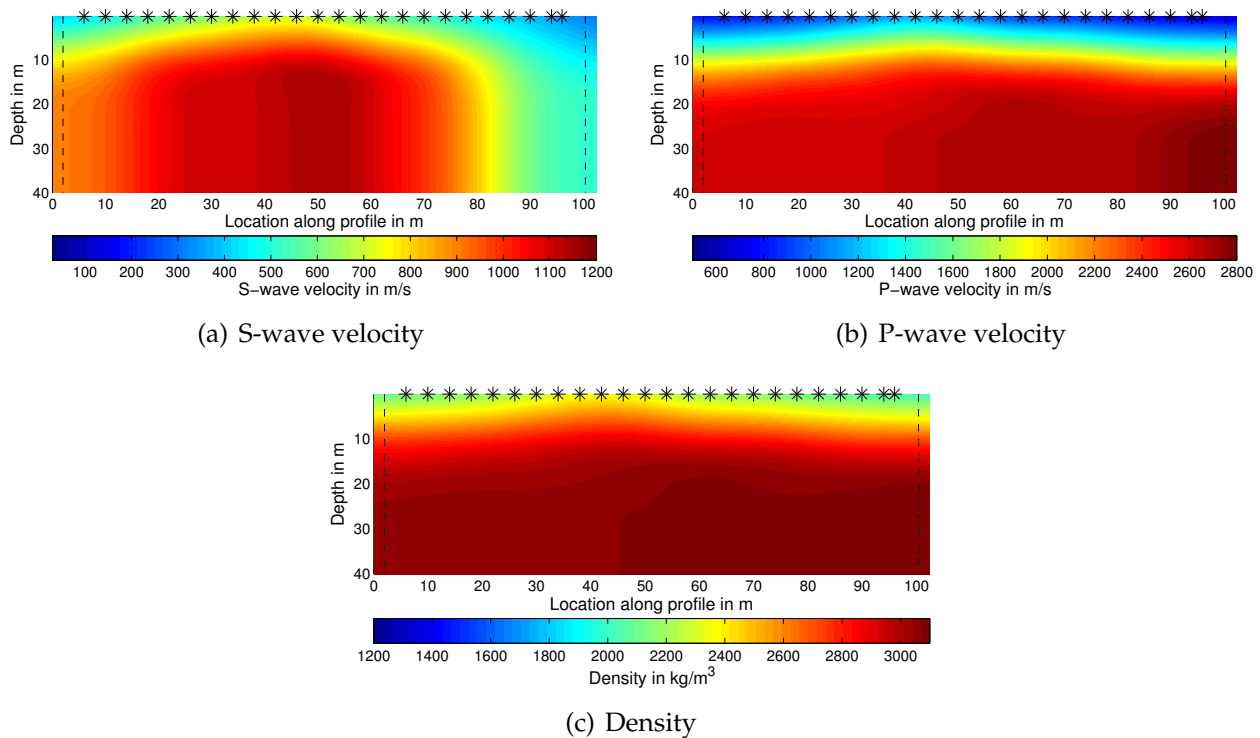 Depth in m
10
20
30
40
0 10 20 30 40 50 60 70 80 90 100
Location along profile in m
100 200 300 400 500 600 700 800 900 1000 1100 1200
S−wave velocity in m/s
(a) S-wave velocity
Depth in m
10
20
30
40
0 10 20 30 40 50 60 70 80 90 100
Location along profile in m
600 800 1000 1200 1400 1600 1800 2000 2200 2400 2600 2800
P−wave velocity in m/s
(b) P-wave velocity
Depth in m
10
20
30
40
0 10 20 30 40 50 60 70 80 90 100
Location along profile in m
1200 1400 1600 1800 2000 2200 2400 2600 2800 3000
Density in kg/m³
(c) Density